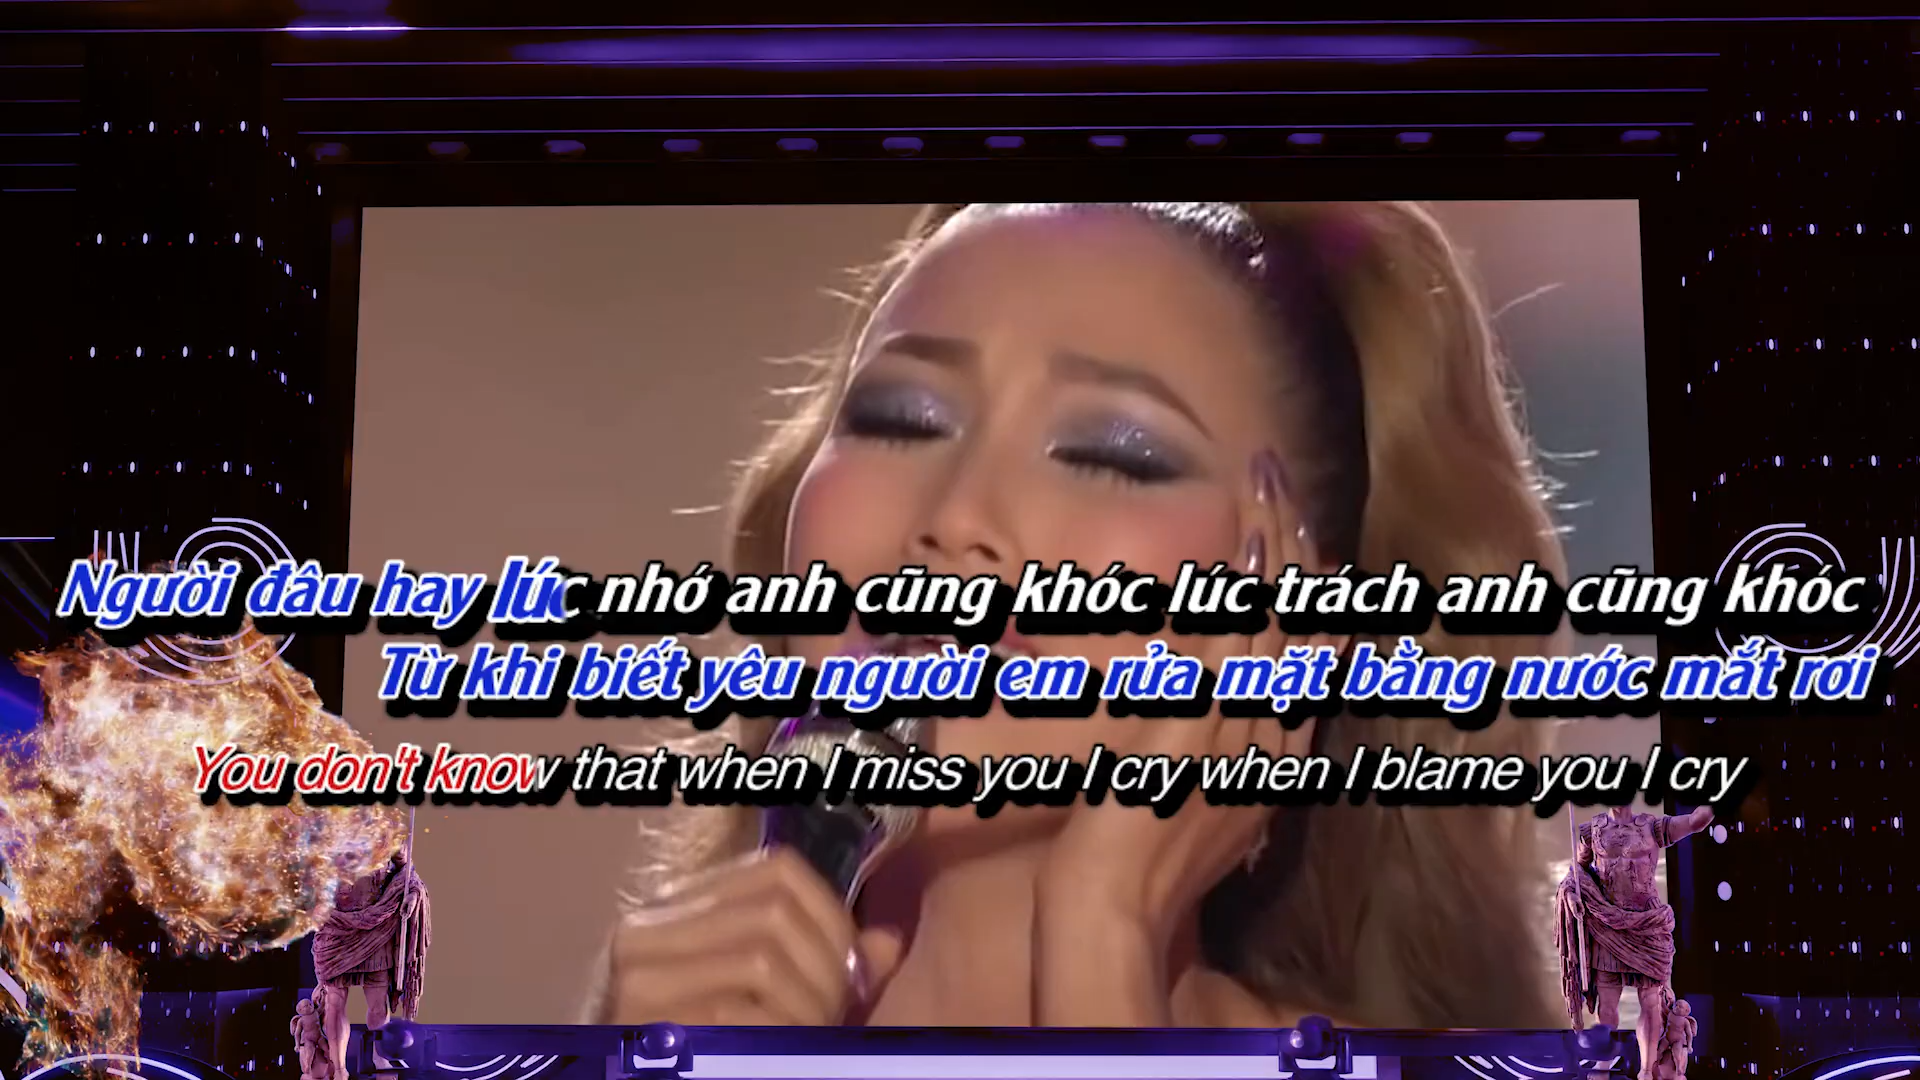 Người đâu hay lúc nhớ anh cũng khóc lúc trách anh cũng khóc
Từ khi biết yêu người em rửa mặt bằng nước mắt rơi
You don't know that when I miss you I cry when I blame you I cry